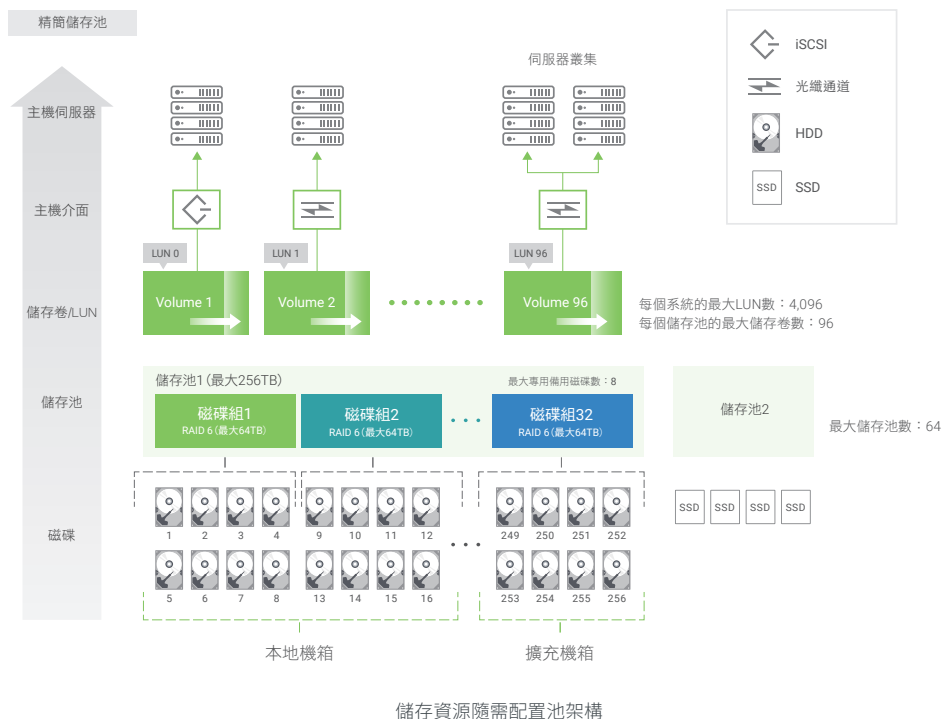 精簡儲存池
主機伺服器
主機介面
儲存卷/LUN
儲存池
磁碟
伺服器叢集
iSCSI
光纖通道
HDD
SSD
SSD
LUN 0
LUN 1
LUN 96
Volume 1
Volume 2
Volume 96
每個系統的最大LUN數：4,096
每個儲存池的最大儲存卷數：96
儲存池1（最大256TB）
最大專用備用磁碟數：8
磁碟組1
RAID 6（最大64TB）
磁碟組2
RAID 6（最大64TB）
磁碟組32
RAID 6（最大64TB）
儲存池2
最大儲存池數：64
1 2 3 4 9 10 11 12 249 250 251 252
5 6 7 8 13 14 15 16 253 254 255 256
SSD SSD SSD SSD
本地機箱
擴充機箱
儲存資源隨需配置池架構